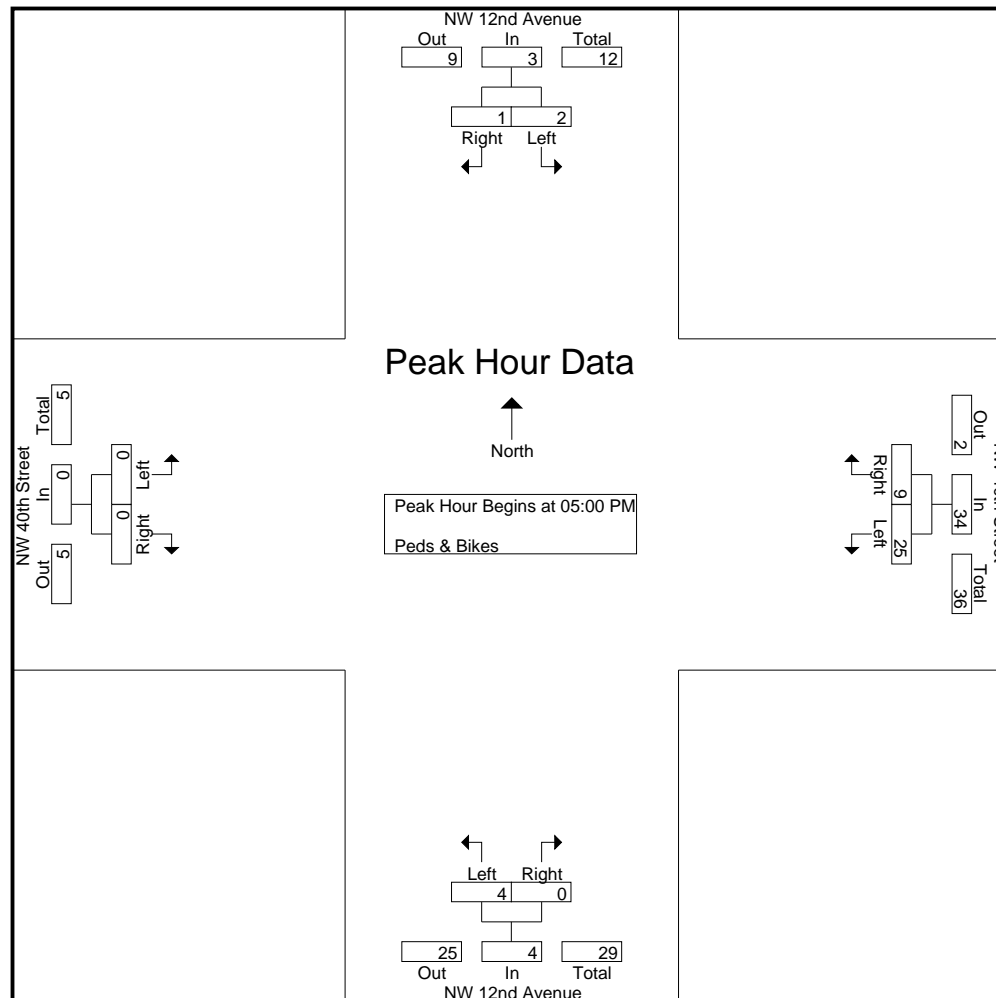 NW 12nd Avenue
Out In Total
9 3 12
1 2
Right Left
Peak Hour Data
North
Peak Hour Begins at 05:00 PM
Peds & Bikes
NW 40th Street
Total In Out
5 0 5
0 0
Left Right
Out In Total
2 34 36
9 25
Right Left
Left Right
4 0
25 4 29
Out In Total
NW 12nd Avenue